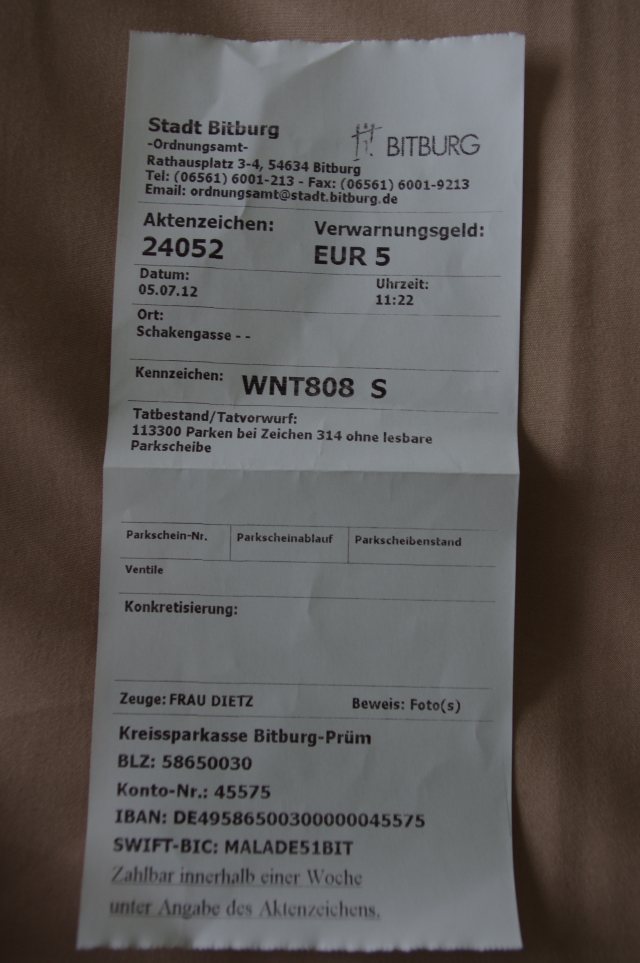 Stadt Bitburg
-Ordnungsamt-
BITBURG
Rathausplatz 3-4, 54634 Bitburg
Tel: (06561) 6001-213 - Fax: (06561) 6001-9213
Email: ordnungsamt@stadt.bitburg.de
Aktenzeichen: Verwarnungsgeld:
24052 EUR 5
Datum: Uhrzeit:
05.07.12 11:22
Ort:
Schakengasse - -
Kennzeichen: WNT808 S
Tatbestand/Tatvorwurf:
113300 Parken bei Zeichen 314 ohne lesbare
Parkscheibe
Parkschein-Nr. Parkscheinablauf Parkscheibenstand
Ventile
Konkretisierung:
Zeuge: FRAU DIETZ Beweis: Foto(s)
Kreissparkasse Bitburg-Prüm
BLZ: 58650030
Konto-Nr.: 45575
IBAN: DE49586500300000045575
SWIFT-BIC: MALADE51BIT
Zahlbar innerhalb einer Woche
unter Angabe des Aktenzeichens.